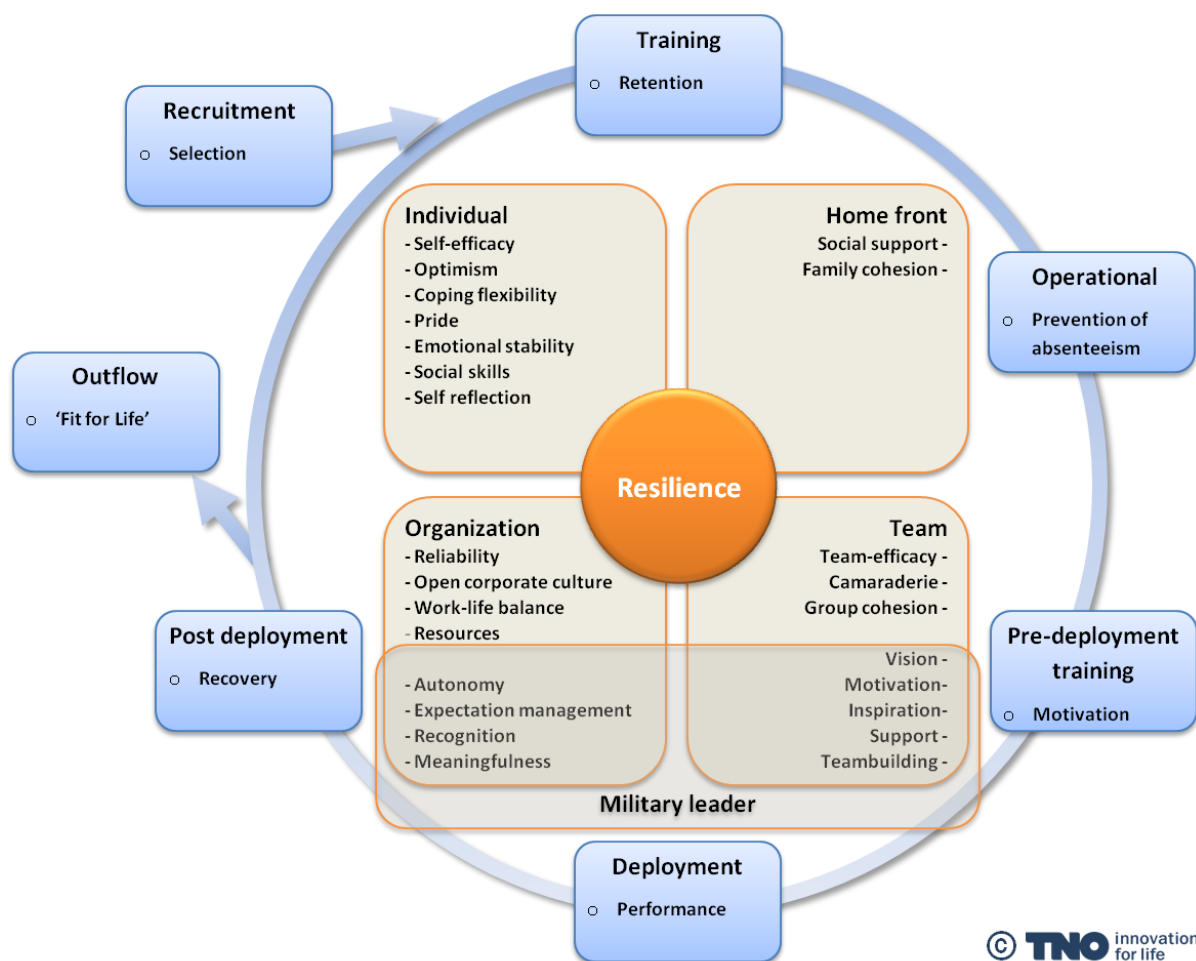 Training
o Retention
Recruitment
o Selection
Individual
- Self-efficacy
- Optimism
- Coping flexibility
- Pride
- Emotional stability
- Social skills
- Self reflection
Home front
Social support -
Family cohesion -
Operational
o Prevention of
absenteeism
Outflow
o ‘Fit for Life’
Resilience
Organization
- Reliability
- Open corporate culture
- Work-life balance
- Resources
- Autonomy
- Expectation management
- Recognition
- Meaningfulness
Team
Team-efficacy -
Camaraderie -
Group cohesion -
Vision -
Motivation-
Inspiration-
Support -
Teambuilding -
Military leader
Post deployment
o Recovery
Pre-deployment
training
o Motivation
Deployment
o Performance
© TNO innovation
for life